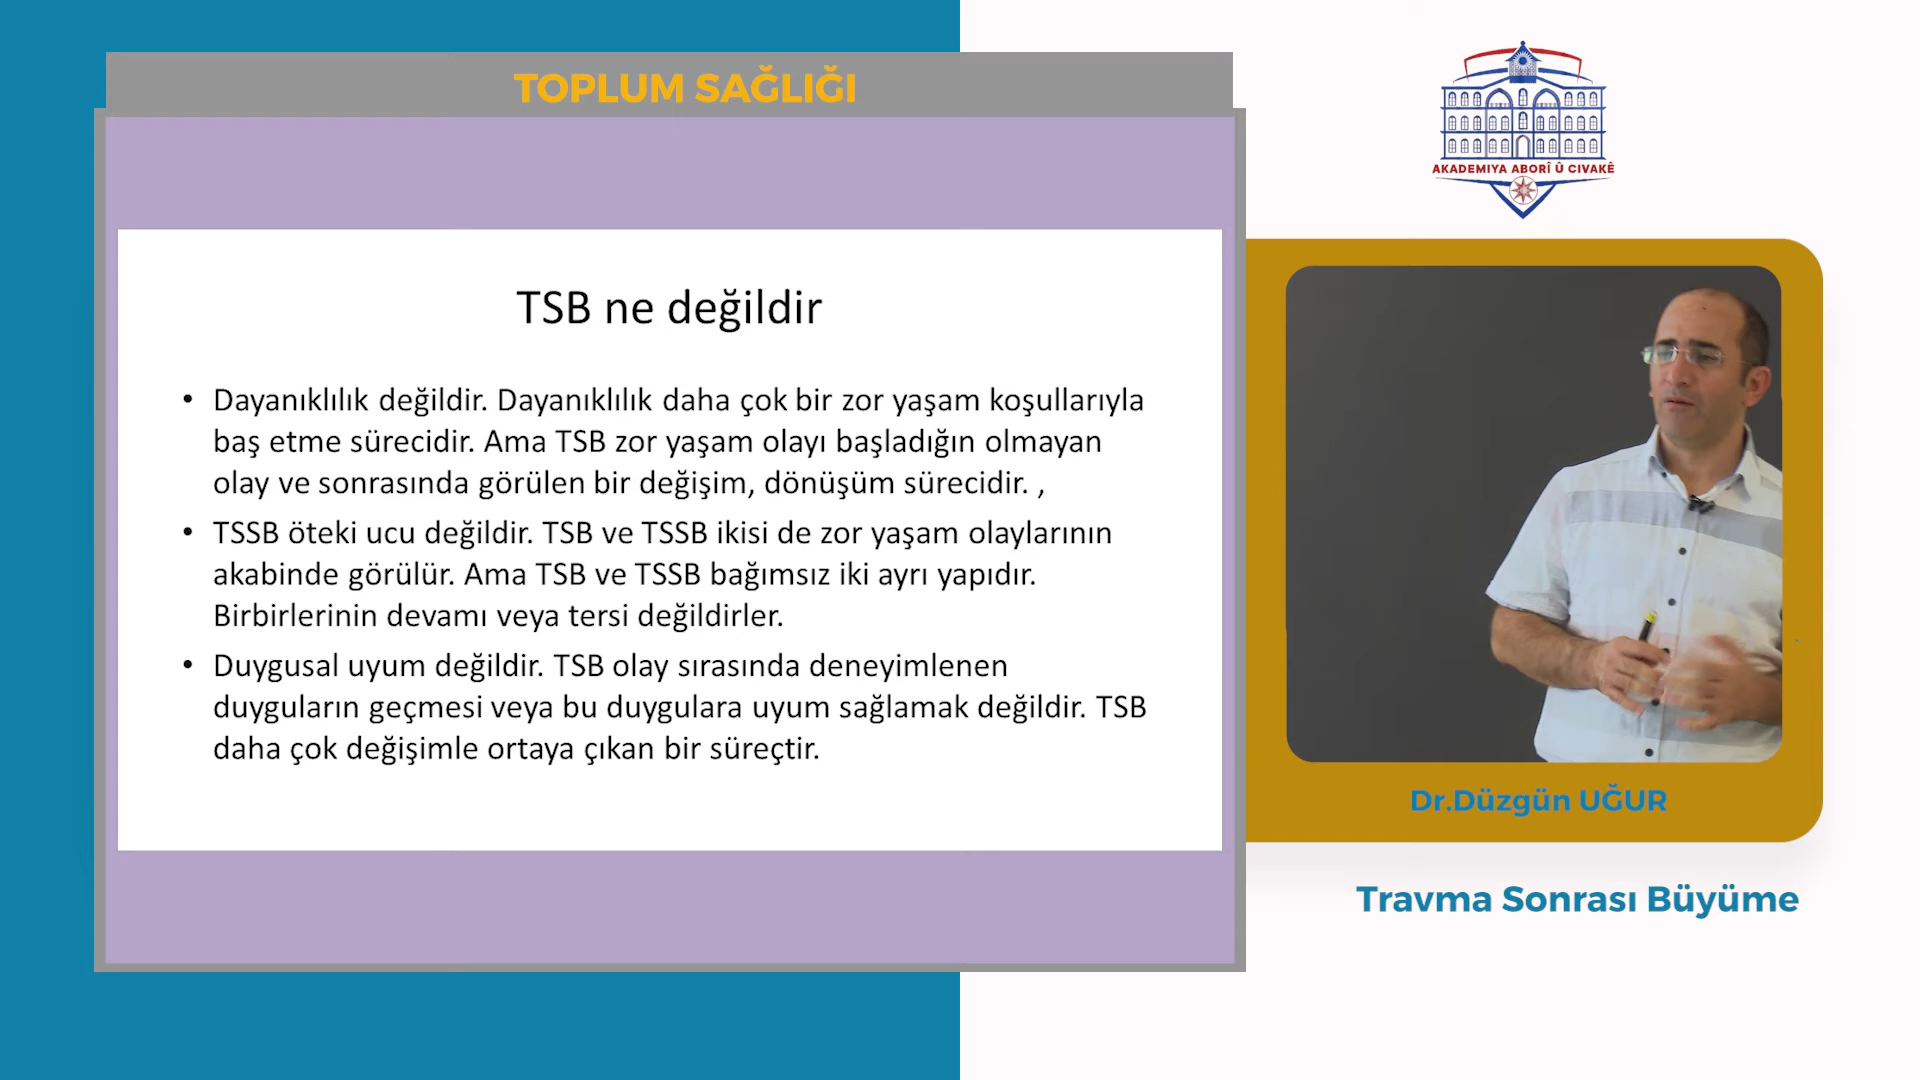 TOPLUM SAĞLIĞI
TSB ne değildir
• Dayanıklılık değildir. Dayanıklılık daha çok bir zor yaşam koşullarıyla
baş etme sürecidir. Ama TSB zor yaşam olayı başladığın olmayan
olay ve sonrasında görülen bir değişim, dönüşüm sürecidir. ,
• TSSB öteki ucu değildir. TSB ve TSSB ikisi de zor yaşam olaylarının
akabinde görülür. Ama TSB ve TSSB bağımsız iki ayrı yapıdır.
Birbirlerinin devamı veya tersi değildirler.
• Duygusal uyum değildir. TSB olay sırasında deneyimlenen
duyguların geçmesi veya bu duygulara uyum sağlamak değildir. TSB
daha çok değişimle ortaya çıkan bir süreçtir.
AKADEMIYA ABORÎ Û CIVAKÊ
Dr.Düzgün UĞUR
Travma Sonrası Büyüme